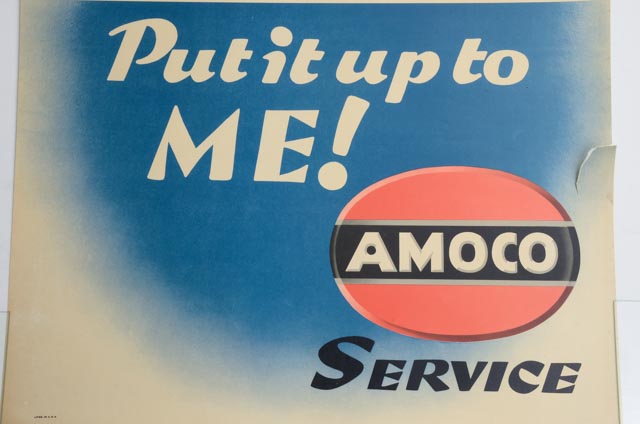 Put it up to
ME!
AMOCO
SERVICE